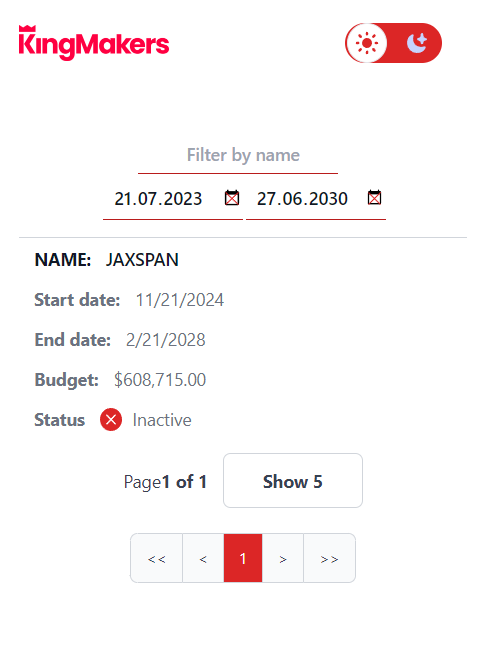 KingMakers
Filter by name
21.07.2023 27.06.2030
NAME: JAXSPAN
Start date: 11/21/2024
End date: 2/21/2028
Budget: $608,715.00
Status Inactive
Page1 of 1 Show 5
<< < 1 > >>